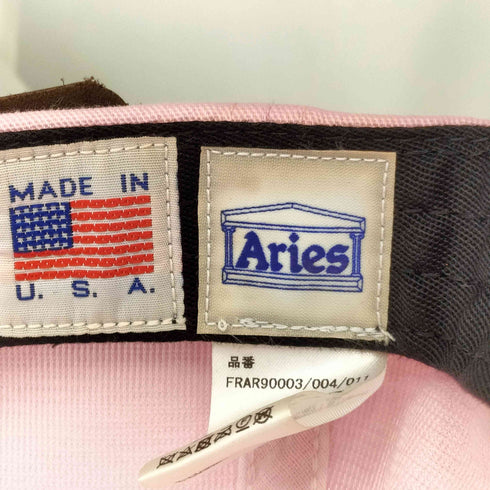 MADE IN
U. S. A.
Aries
品番
FRAR90003/004/011